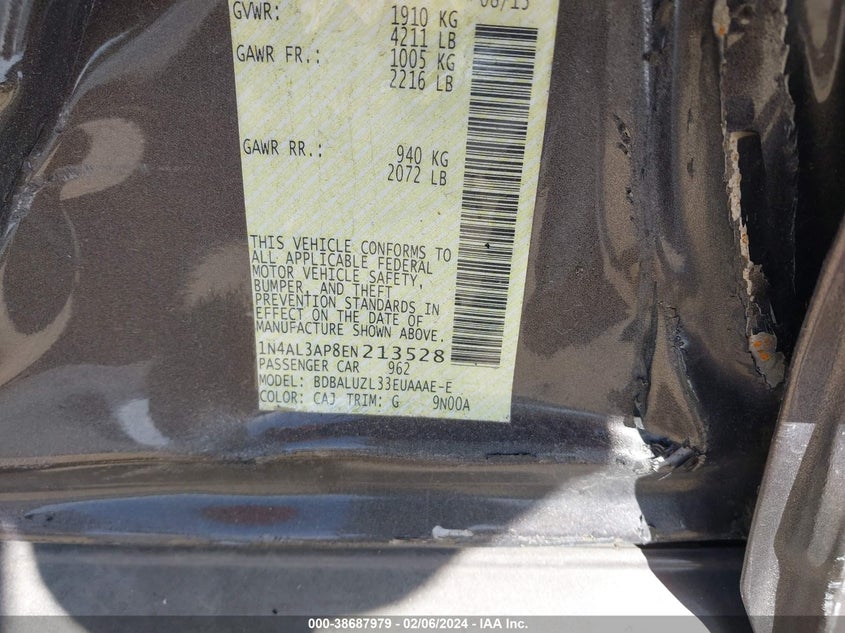 08/13
GVWR: 1910 KG
4211 LB
GAWR FR.: 1005 KG
2216 LB
GAWR RR.: 940 KG
2072 LB
THIS VEHICLE CONFORMS TO
ALL APPLICABLE FEDERAL
MOTOR VEHICLE SAFETY,
BUMPER, AND THEFT
PREVENTION STANDARDS IN
EFFECT ON THE DATE OF
MANUFACTURE SHOWN ABOVE.
1N4AL3AP8EN213528
PASSENGER CAR 962
MODEL: BDBALUZL33EUAAAE-E
COLOR: CAJ TRIM: G 9N00A
000-38687979 — 02/06/2024 — IAA Inc.